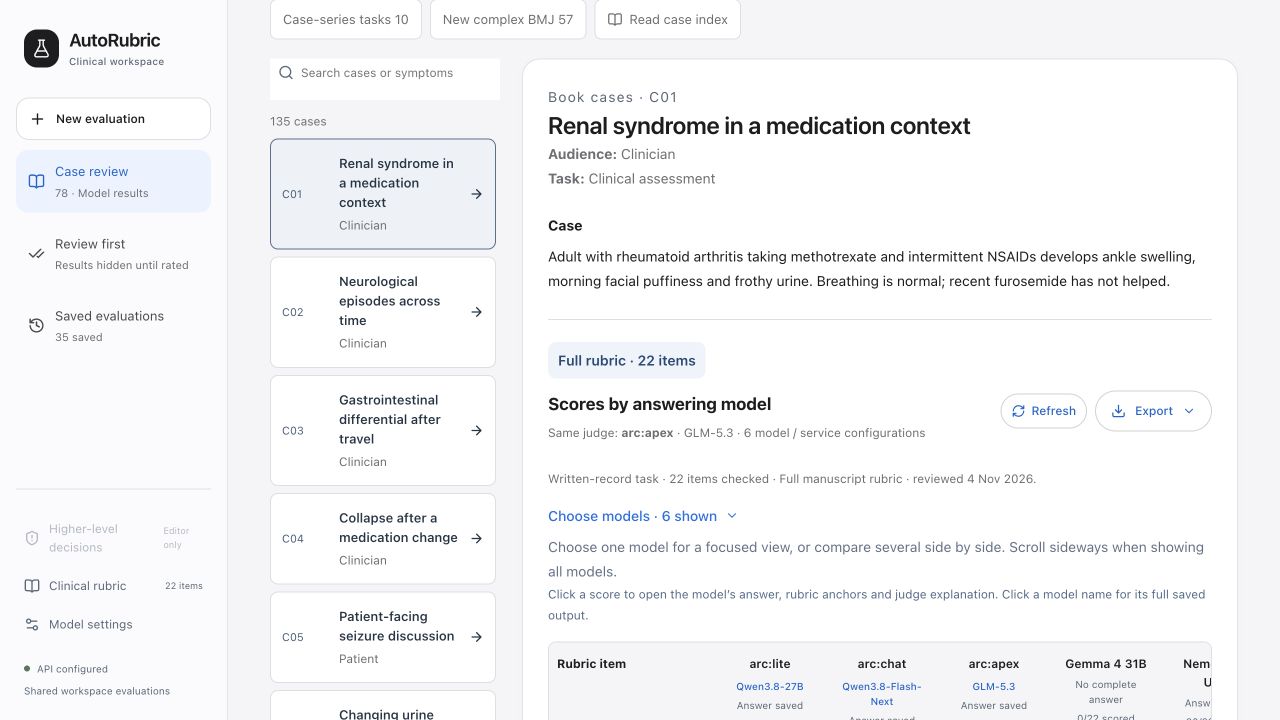 AutoRubric
Clinical workspace
New evaluation
Case review
78 · Model results
Review first
Results hidden until rated
Saved evaluations
35 saved
Higher-level
decisions
Editor
only
Clinical rubric
22 items
Model settings
API configured
Shared workspace evaluations
Case-series tasks 10
New complex BMJ 57
Read case index
Search cases or symptoms
135 cases
C01
Renal syndrome in
a medication
context
Clinician
C02
Neurological
episodes across
time
Clinician
C03
Gastrointestinal
differential after
travel
Clinician
C04
Collapse after a
medication change
Clinician
C05
Patient-facing
seizure discussion
Patient
Changing urine
Book cases · C01
Renal syndrome in a medication context
Audience: Clinician
Task: Clinical assessment
Case
Adult with rheumatoid arthritis taking methotrexate and intermittent NSAIDs develops ankle swelling,
morning facial puffiness and frothy urine. Breathing is normal; recent furosemide has not helped.
Full rubric · 22 items
Scores by answering model
Same judge: arc:apex · GLM-5.3 · 6 model / service configurations
Refresh
Export
Written-record task · 22 items checked · Full manuscript rubric · reviewed 4 Nov 2026.
Choose models · 6 shown
Choose one model for a focused view, or compare several side by side. Scroll sideways when showing
all models.
Click a score to open the model's answer, rubric anchors and judge explanation. Click a model name for its full saved
output.
Rubric item
arc:lite
Qwen3.8-27B
Answer saved
arc:chat
Qwen3.8-Flash-
Next
Answer saved
arc:apex
GLM-5.3
Answer saved
Gemma 4 31B
No complete
answer
0/22 scored
Nem
U
Answ